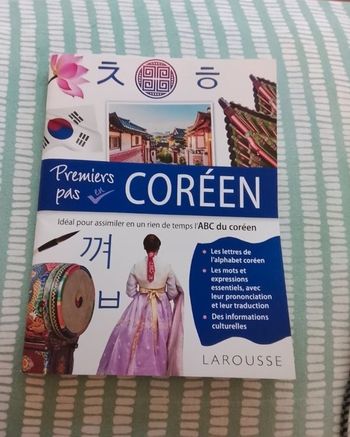 ㅊ
ㅎ
Premiers
pas en
CORÉEN
Idéal pour assimiler en un rien de temps l'ABC du coréen
껴
ㅂ
• Les lettres de
l'alphabet coréen
• Les mots et
expressions
essentiels, avec
leur prononciation
et leur traduction
• Des informations
culturelles
LAROUSSE